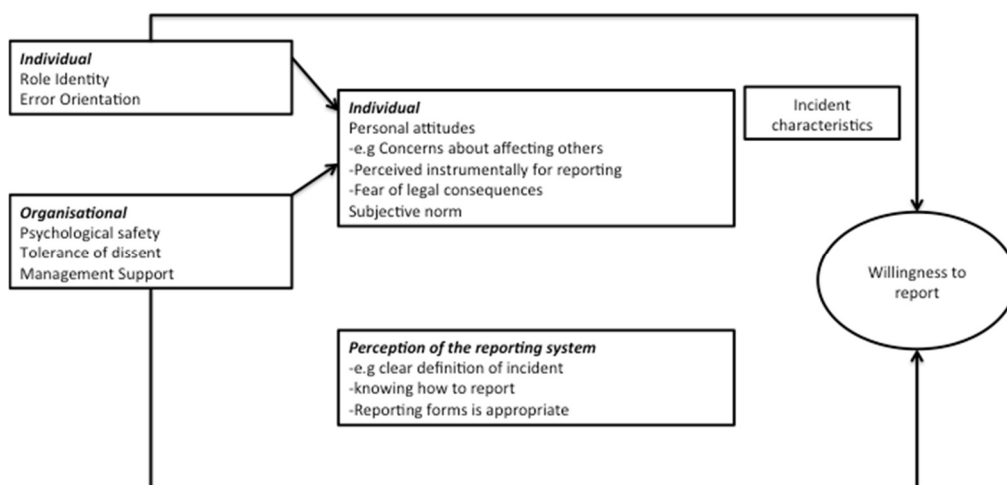 Individual
Role Identity
Error Orientation
Organisational
Psychological safety
Tolerance of dissent
Management Support
Individual
Personal attitudes
-e.g Concerns about affecting others
-Perceived instrumentally for reporting
-Fear of legal consequences
Subjective norm
Perception of the reporting system
-e.g clear definition of incident
-knowing how to report
-Reporting forms is appropriate
Incident
characteristics
Willingness to
report